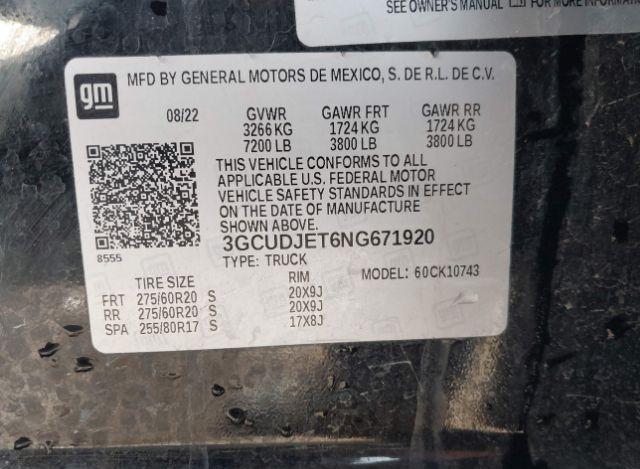 SEE OWNER'S MANUAL FOR MORE INFORMATION
gm
MFD BY GENERAL MOTORS DE MEXICO, S. DE R.L. DE C.V.
08/22 GVWR GAWR FRT GAWR RR
3266 KG 1724 KG 1724 KG
7200 LB 3800 LB 3800 LB
THIS VEHICLE CONFORMS TO ALL
APPLICABLE U.S. FEDERAL MOTOR
VEHICLE SAFETY STANDARDS IN EFFECT
ON THE DATE OF MANUFACTURE
SHOWN ABOVE.
8555
3GCUDJET6NG671920
TYPE: TRUCK
MODEL: 60CK10743
TIRE SIZE RIM
FRT 275/60R20 S 20X9J
RR 275/60R20 S 20X9J
SPA 255/80R17 S 17X8J